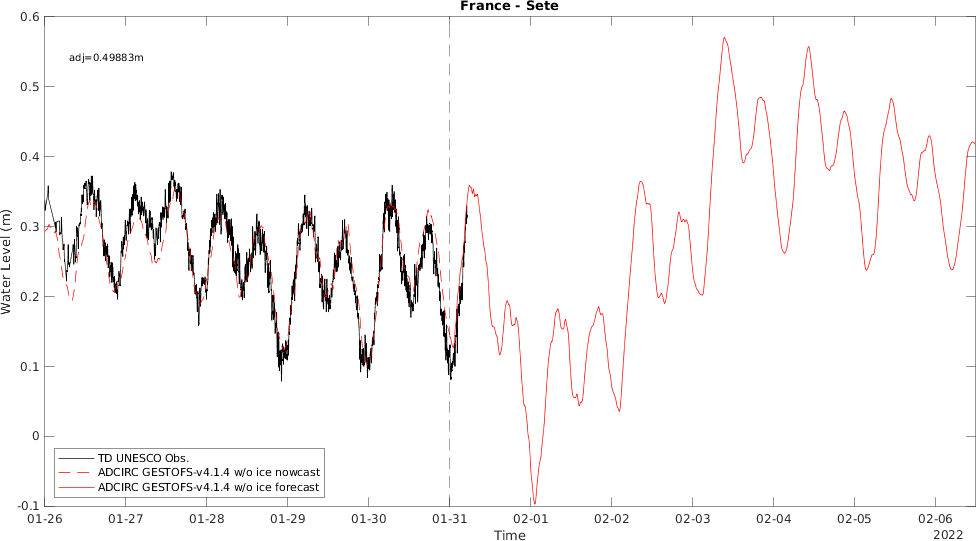 France - Sete
0.6
0.5
0.4
0.3
0.2
0.1
0
-0.1
Water Level (m)
adj=0.49883m
TD UNESCO Obs.
ADCIRC GESTOFS-v4.1.4 w/o ice nowcast
ADCIRC GESTOFS-v4.1.4 w/o ice forecast
01-26 01-27 01-28 01-29 01-30 01-31 02-01 02-02 02-03 02-04 02-05 02-06
Time
2022